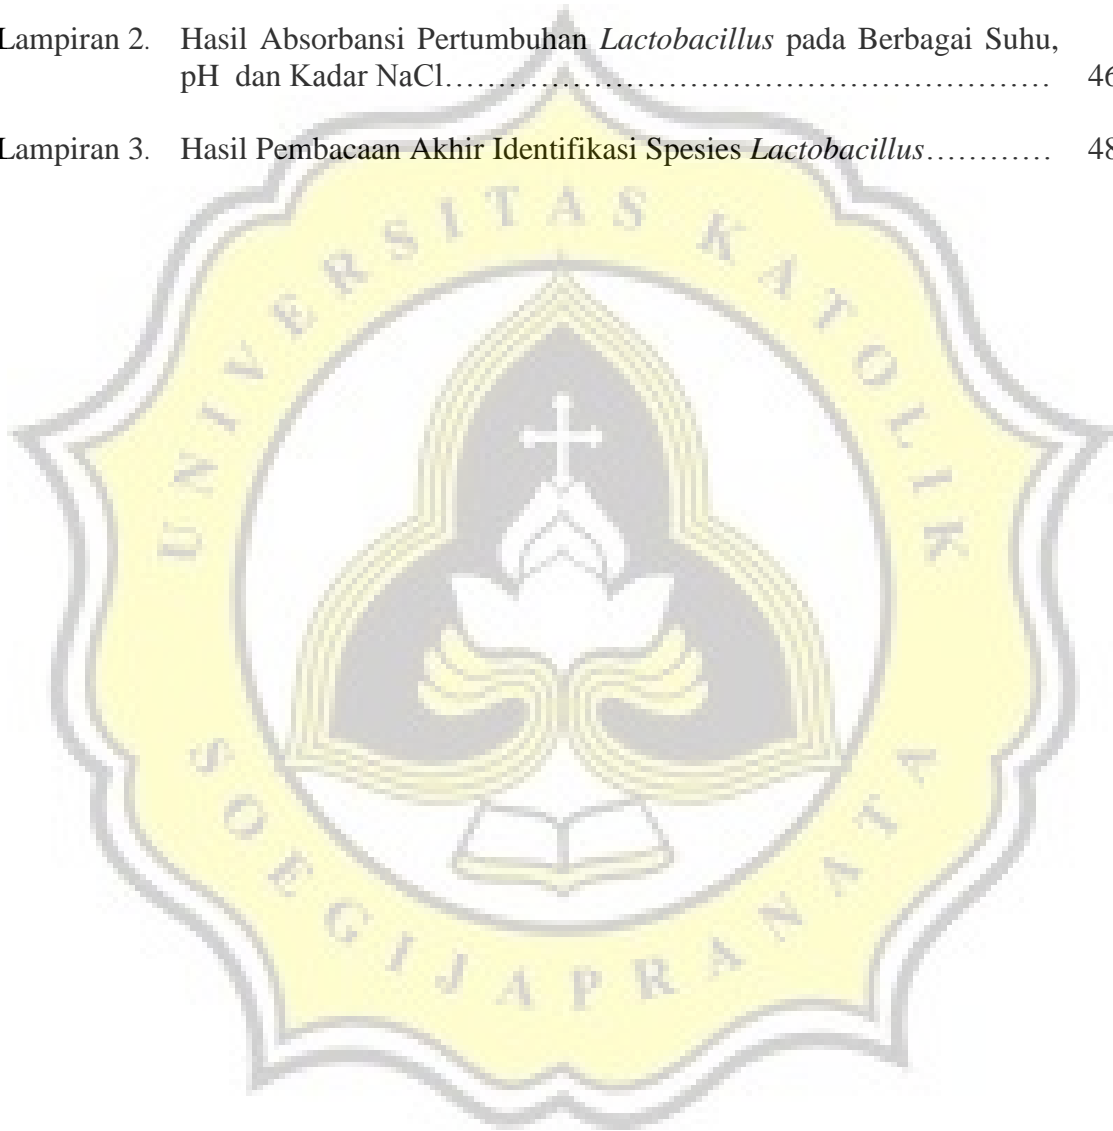 Lampiran 2. Hasil Absorbansi Pertumbuhan Lactobacillus pada Berbagai Suhu,
pH dan Kadar NaCl............................................................ 46
Lampiran 3. Hasil Pembacaan Akhir Identifikasi Spesies Lactobacillus............ 48
UNIVERSITAS KATOLIK
SOEGIJAPRANATA